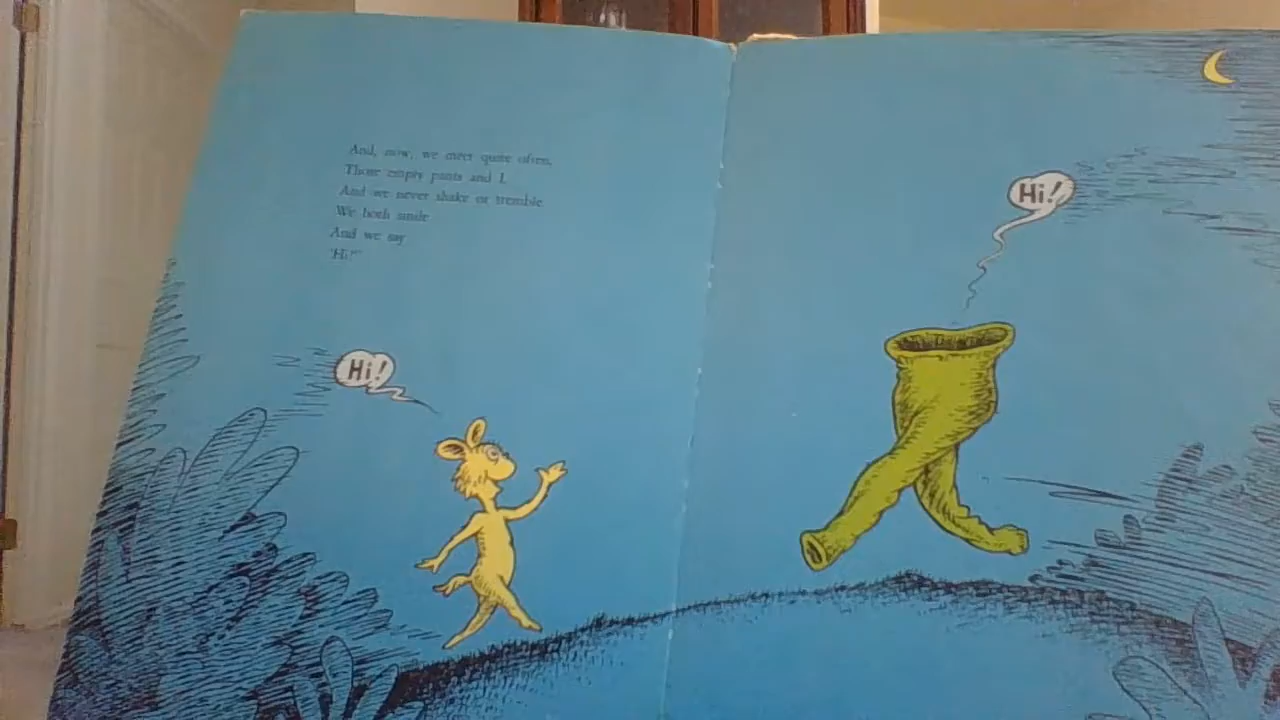 And, now, we meet quite often,
Those empty pants and I,
And we never shake or tremble.
We both smile
And we say
"Hi!"
Hi!
Hi!